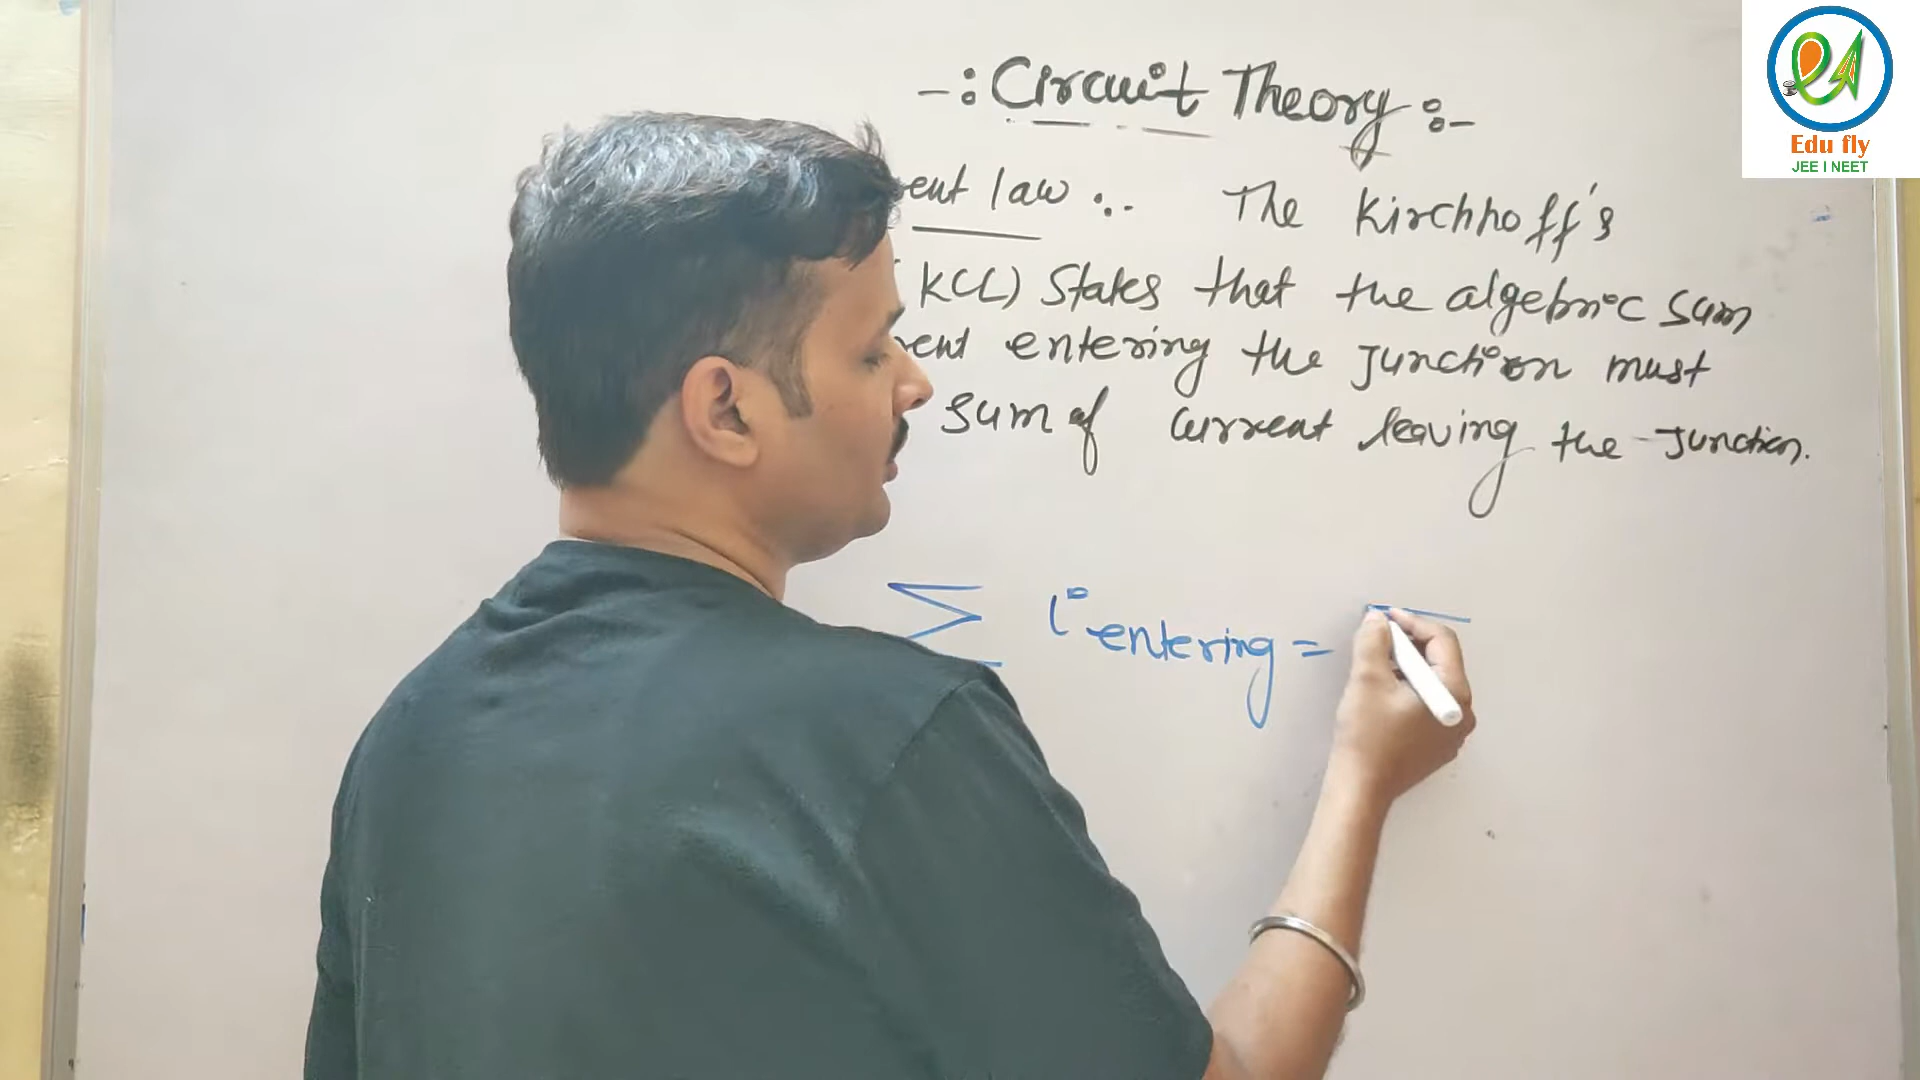 -: Circuit Theory :-
ent law :. The Kirchhoff's
(KCL) States that the algebric sum
rent entering the Junction must
sum of current leaving the Junction.
Σ i entering =
Edu fly
JEE I NEET